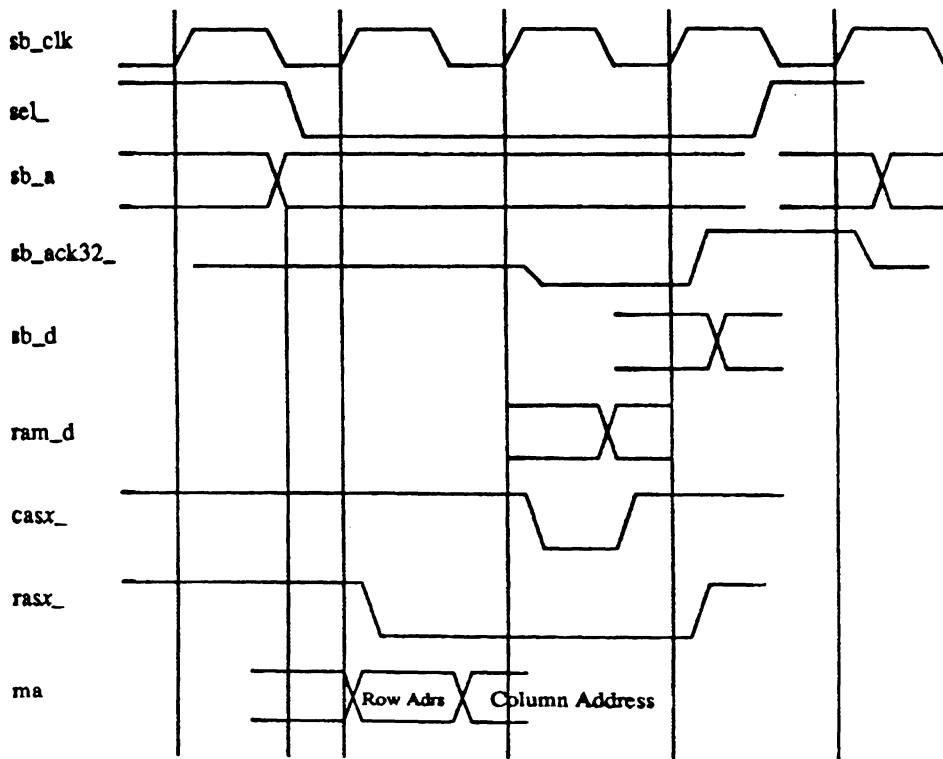 sb_clk
sel_
sb_a
sb_ack32_
sb_d
ram_d
casx_
rasx_
ma
Row Adrs
Column Address